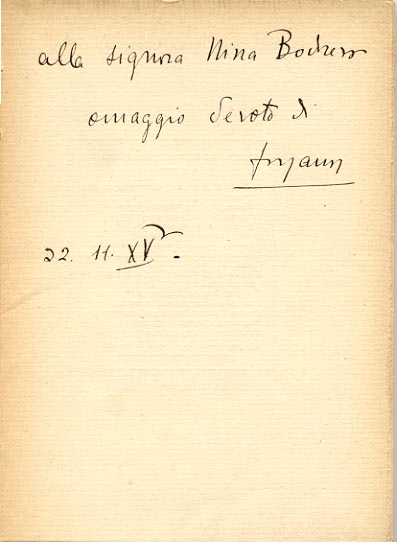 alla signora Nina
omaggio devoto di
22. 11. XV.